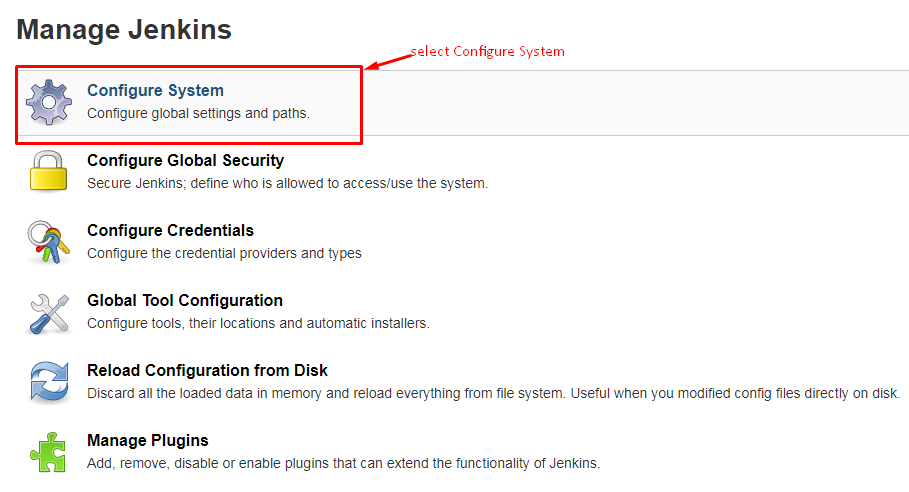 Manage Jenkins
select Configure System
Configure System
Configure global settings and paths.
Configure Global Security
Secure Jenkins; define who is allowed to access/use the system.
Configure Credentials
Configure the credential providers and types
Global Tool Configuration
Configure tools, their locations and automatic installers.
Reload Configuration from Disk
Discard all the loaded data in memory and reload everything from file system. Useful when you modified config files directly on disk.
Manage Plugins
Add, remove, disable or enable plugins that can extend the functionality of Jenkins.